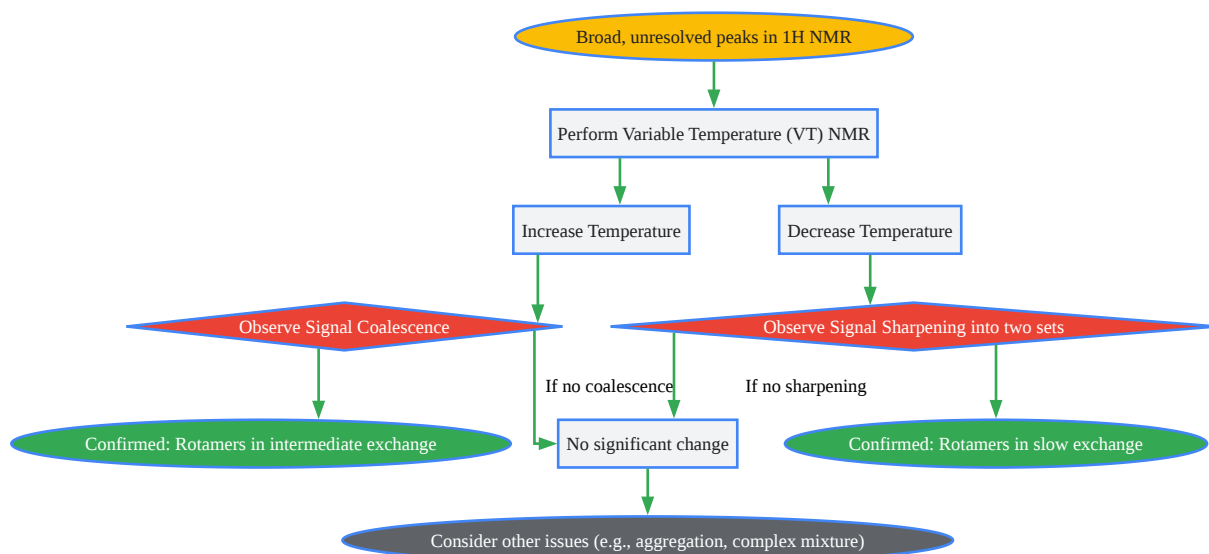 Broad, unresolved peaks in 1H NMR
Perform Variable Temperature (VT) NMR
Increase Temperature
Decrease Temperature
Observe Signal Coalescence
Observe Signal Sharpening into two sets
If no coalescence
If no sharpening
Confirmed: Rotamers in intermediate exchange
No significant change
Confirmed: Rotamers in slow exchange
Consider other issues (e.g., aggregation, complex mixture)